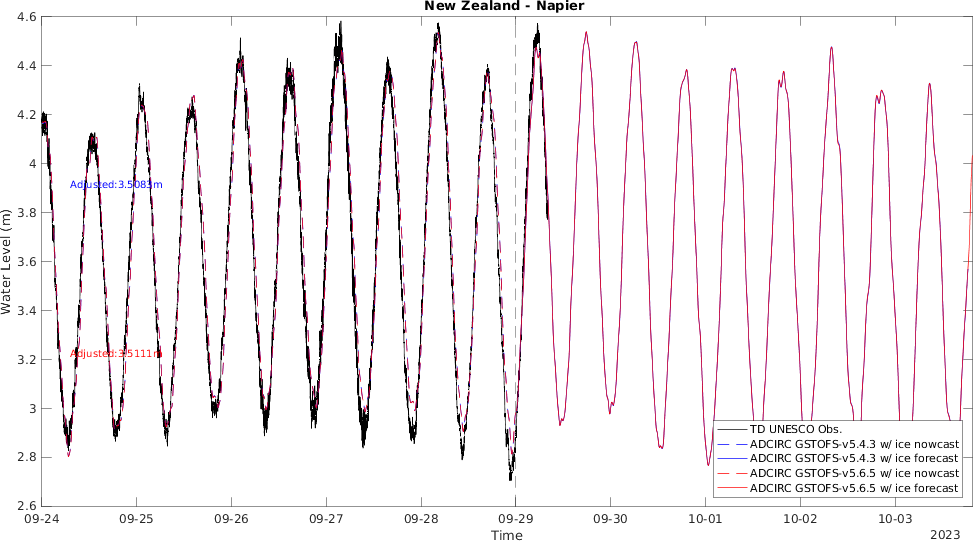 New Zealand - Napier
4.6
4.4
4.2
4
3.8
3.6
3.4
3.2
3
2.8
2.6
Water Level (m)
Adjusted:3.5083m
Adjusted:3.5111m
TD UNESCO Obs.
ADCIRC GSTOFS-v5.4.3 w/ ice nowcast
ADCIRC GSTOFS-v5.4.3 w/ ice forecast
ADCIRC GSTOFS-v5.6.5 w/ ice nowcast
ADCIRC GSTOFS-v5.6.5 w/ ice forecast
09-24 09-25 09-26 09-27 09-28 09-29 09-30 10-01 10-02 10-03
Time
2023